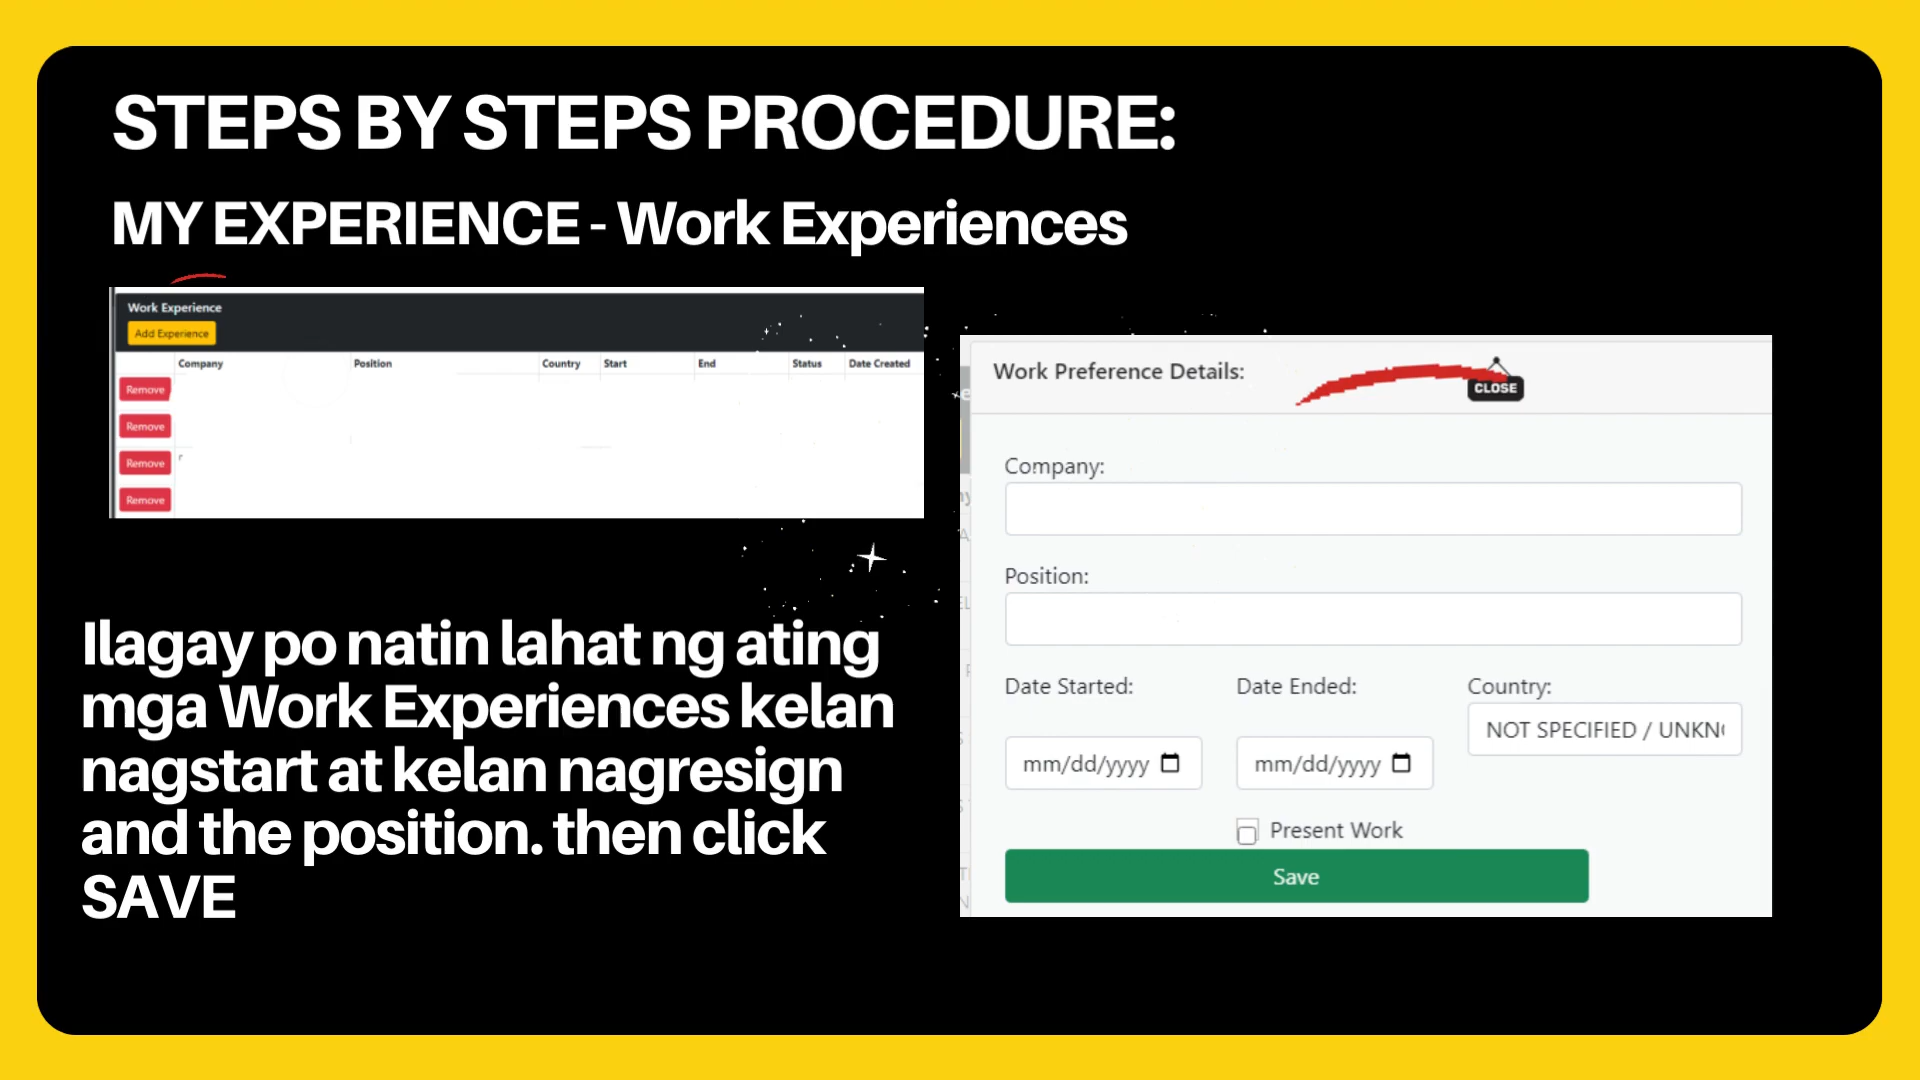 STEPS BY STEPS PROCEDURE:
MY EXPERIENCE - Work Experiences
Work Experience
Add Experience
Company Position Country Start End Status Date Created
Remove
Remove
Remove
Remove
Ilagay po natin lahat ng ating
mga Work Experiences kelan
nagstart at kelan nagresign
and the position. then click
SAVE
Work Preference Details:
CLOSE
Company:
Position:
Date Started: Date Ended: Country:
NOT SPECIFIED / UNKN
mm/dd/yyyy mm/dd/yyyy
Present Work
Save